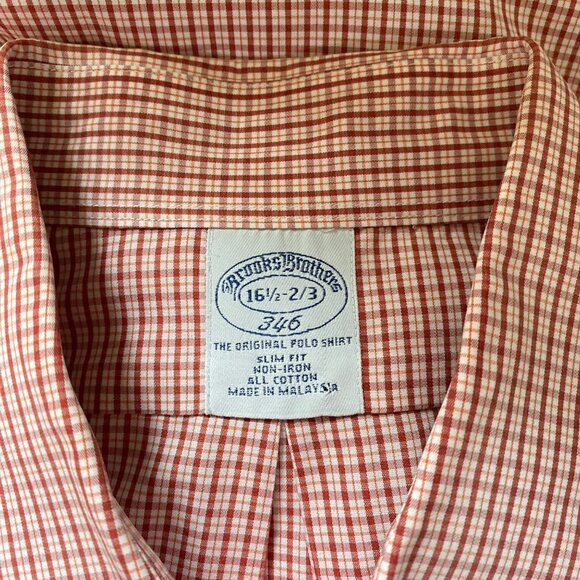 Brooks Brothers
16½-2/3
346
THE ORIGINAL POLO SHIRT
SLIM FIT
NON-IRON
ALL COTTON
MADE IN MALAYSIA